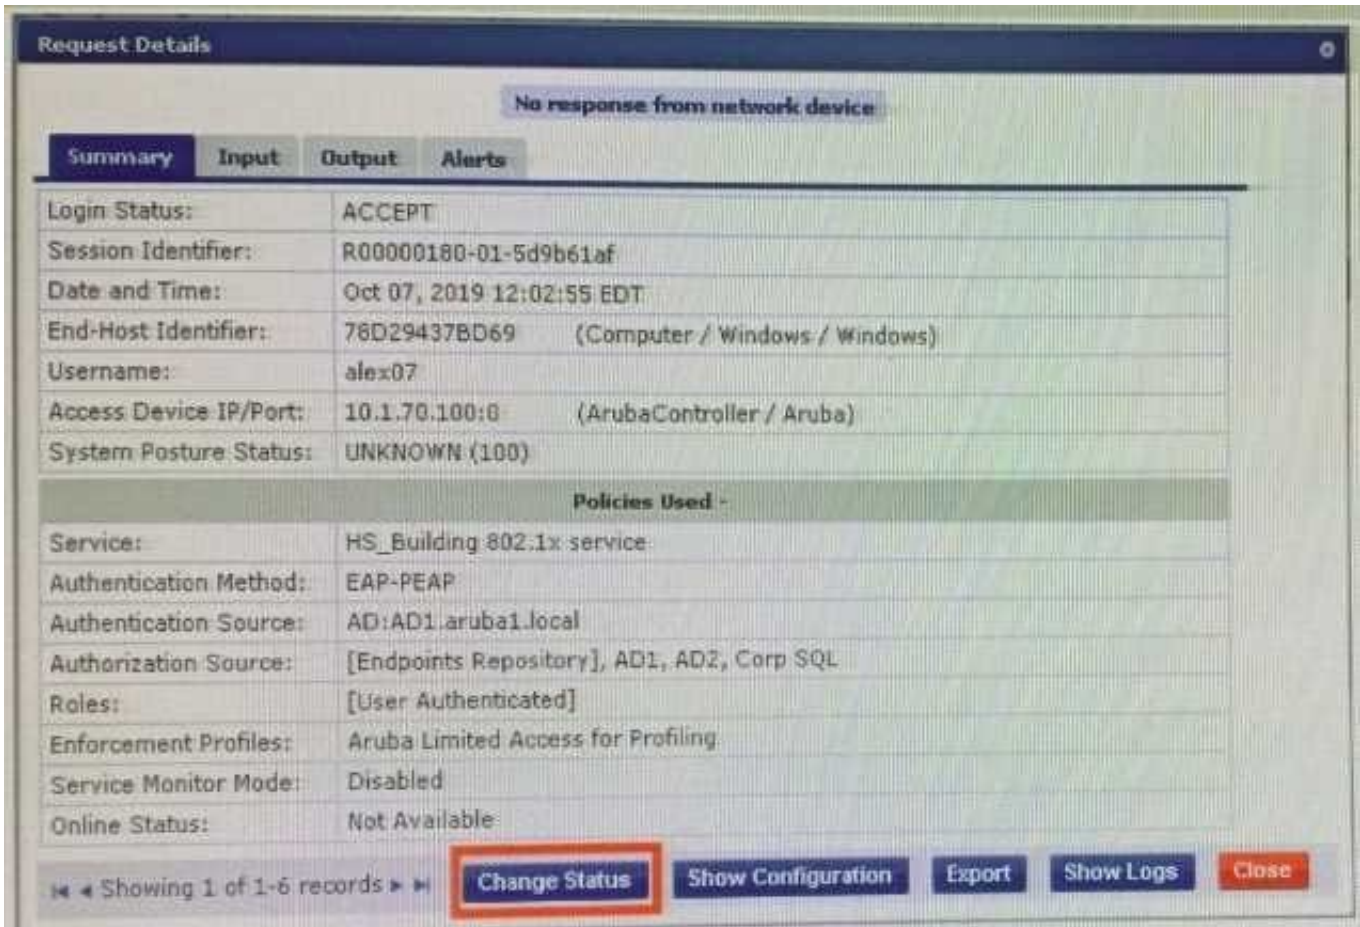 Request Details
No response from network device
Summary Input Output Alerts
Login Status: ACCEPT
Session Identifier: R00000180-01-5d9b61af
Date and Time: Oct 07, 2019 12:02:55 EDT
End-Host Identifier: 78D29437BD69 (Computer / Windows / Windows)
Username: alex07
Access Device IP/Port: 10.1.70.100:0 (ArubaController / Aruba)
System Posture Status: UNKNOWN (100)
Policies Used -
Service: HS_Building 802.1x service
Authentication Method: EAP-PEAP
Authentication Source: AD:AD1.aruba1.local
Authorization Source: [Endpoints Repository], AD1, AD2, Corp SQL
Roles: [User Authenticated]
Enforcement Profiles: Aruba Limited Access for Profiling
Service Monitor Mode: Disabled
Online Status: Not Available
Showing 1 of 1-6 records Change Status Show Configuration Export Show Logs Close